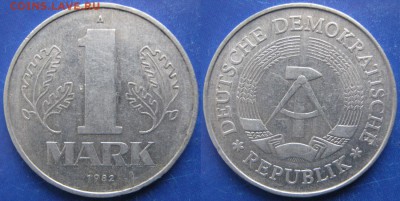 coins.lave.ru
A
1
MARK
1982
DEUTSCHE DEMOKRATISCHE
* REPUBLIK *